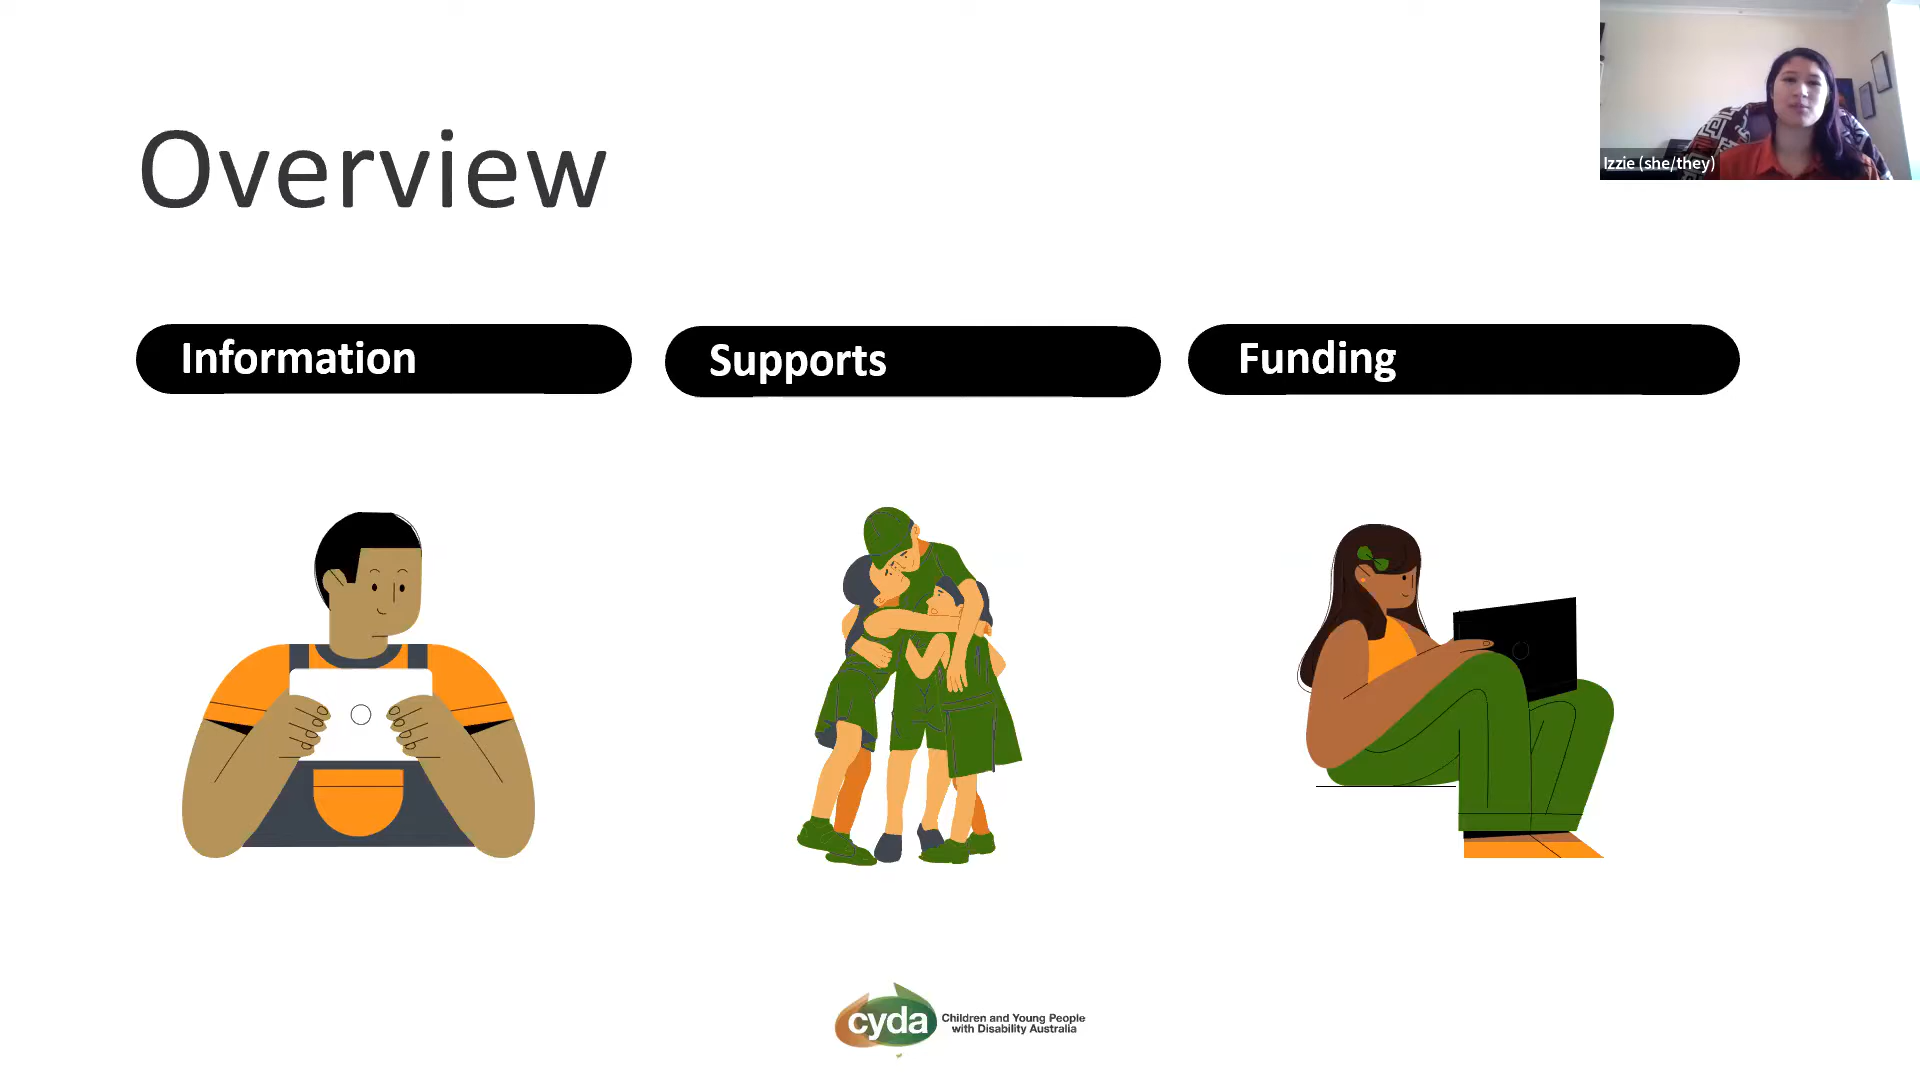 Izzie (she/they)
Overview
Information
Supports
Funding
cyda
Children and Young People
with Disability Australia